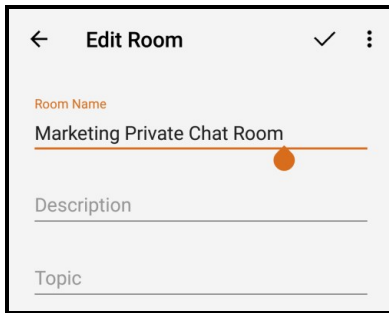 Edit Room
Room Name
Marketing Private Chat Room
Description
Topic